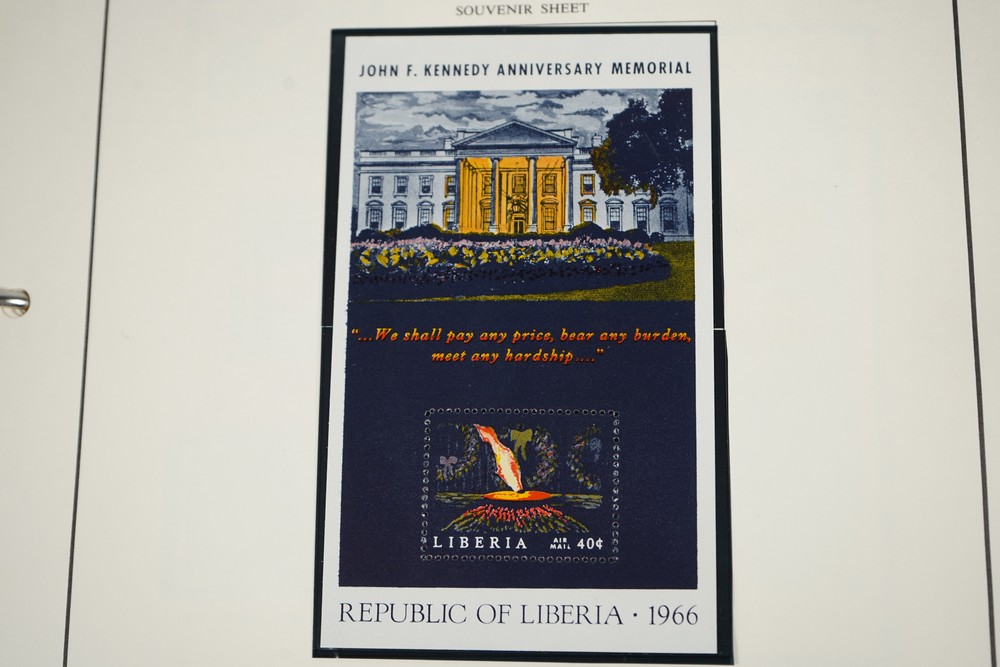 SOUVENIR SHEET
JOHN F. KENNEDY ANNIVERSARY MEMORIAL
“...We shall pay any price, bear any burden,
meet any hardship....”
LIBERIA AIR MAIL 40¢
REPUBLIC OF LIBERIA · 1966